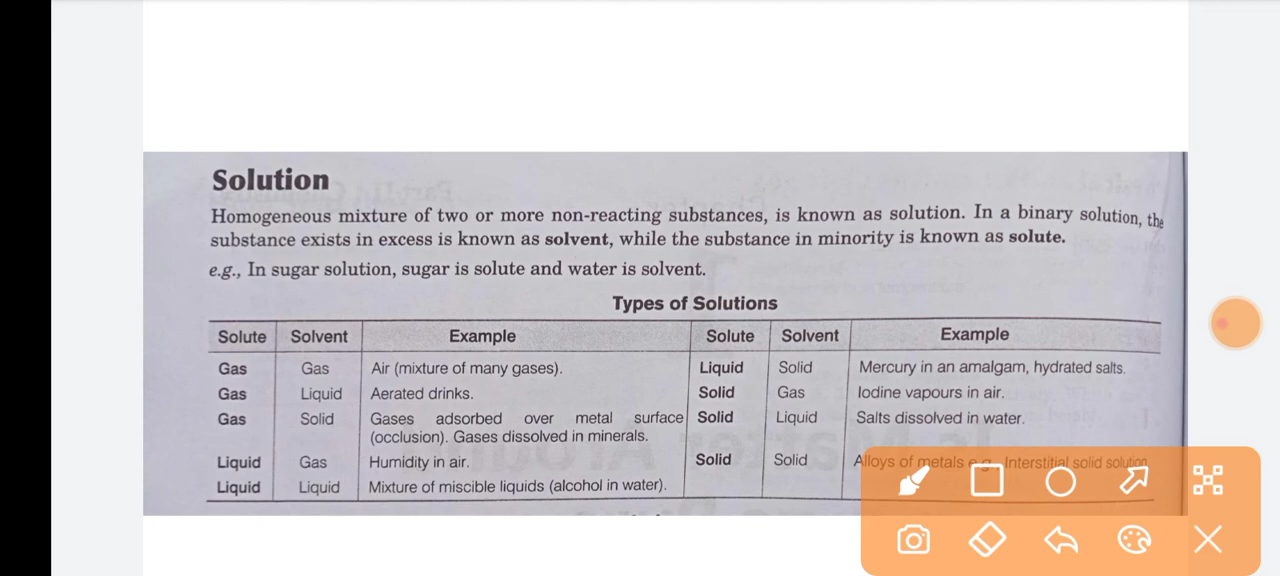 Solution
Homogeneous mixture of two or more non-reacting substances, is known as solution. In a binary solution, the
substance exists in excess is known as solvent, while the substance in minority is known as solute.
e.g., In sugar solution, sugar is solute and water is solvent.
Types of Solutions
Solute Solvent Example Solute Solvent Example
Gas Gas Air (mixture of many gases). Liquid Solid Mercury in an amalgam, hydrated salts.
Gas Liquid Aerated drinks. Solid Gas Iodine vapours in air.
Gas Solid Gases adsorbed over metal surface Solid Liquid Salts dissolved in water.
(occlusion). Gases dissolved in minerals.
Liquid Gas Humidity in air. Solid Solid Alloys of metals e.g., Interstitial solid solution
Liquid Liquid Mixture of miscible liquids (alcohol in water).